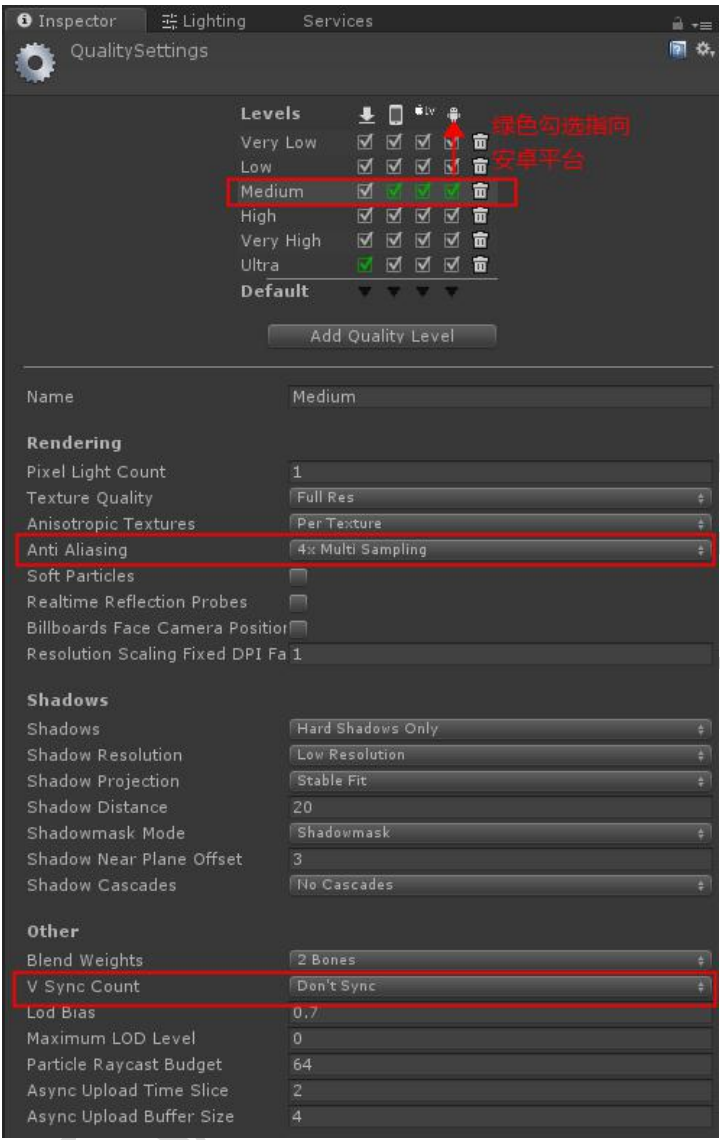 Inspector Lighting Services
QualitySettings
Levels tv
绿色勾选指向
Very Low
安卓平台
Low
Medium
High
Very High
Ultra
Default
Add Quality Level
Name Medium
Rendering
Pixel Light Count 1
Texture Quality Full Res
Anisotropic Textures Per Texture
Anti Aliasing 4x Multi Sampling
Soft Particles
Realtime Reflection Probes
Billboards Face Camera Position
Resolution Scaling Fixed DPI Fa 1
Shadows
Shadows Hard Shadows Only
Shadow Resolution Low Resolution
Shadow Projection Stable Fit
Shadow Distance 20
Shadowmask Mode Shadowmask
Shadow Near Plane Offset 3
Shadow Cascades No Cascades
Other
Blend Weights 2 Bones
V Sync Count Don't Sync
Lod Bias 0.7
Maximum LOD Level 0
Particle Raycast Budget 64
Async Upload Time Slice 2
Async Upload Buffer Size 4